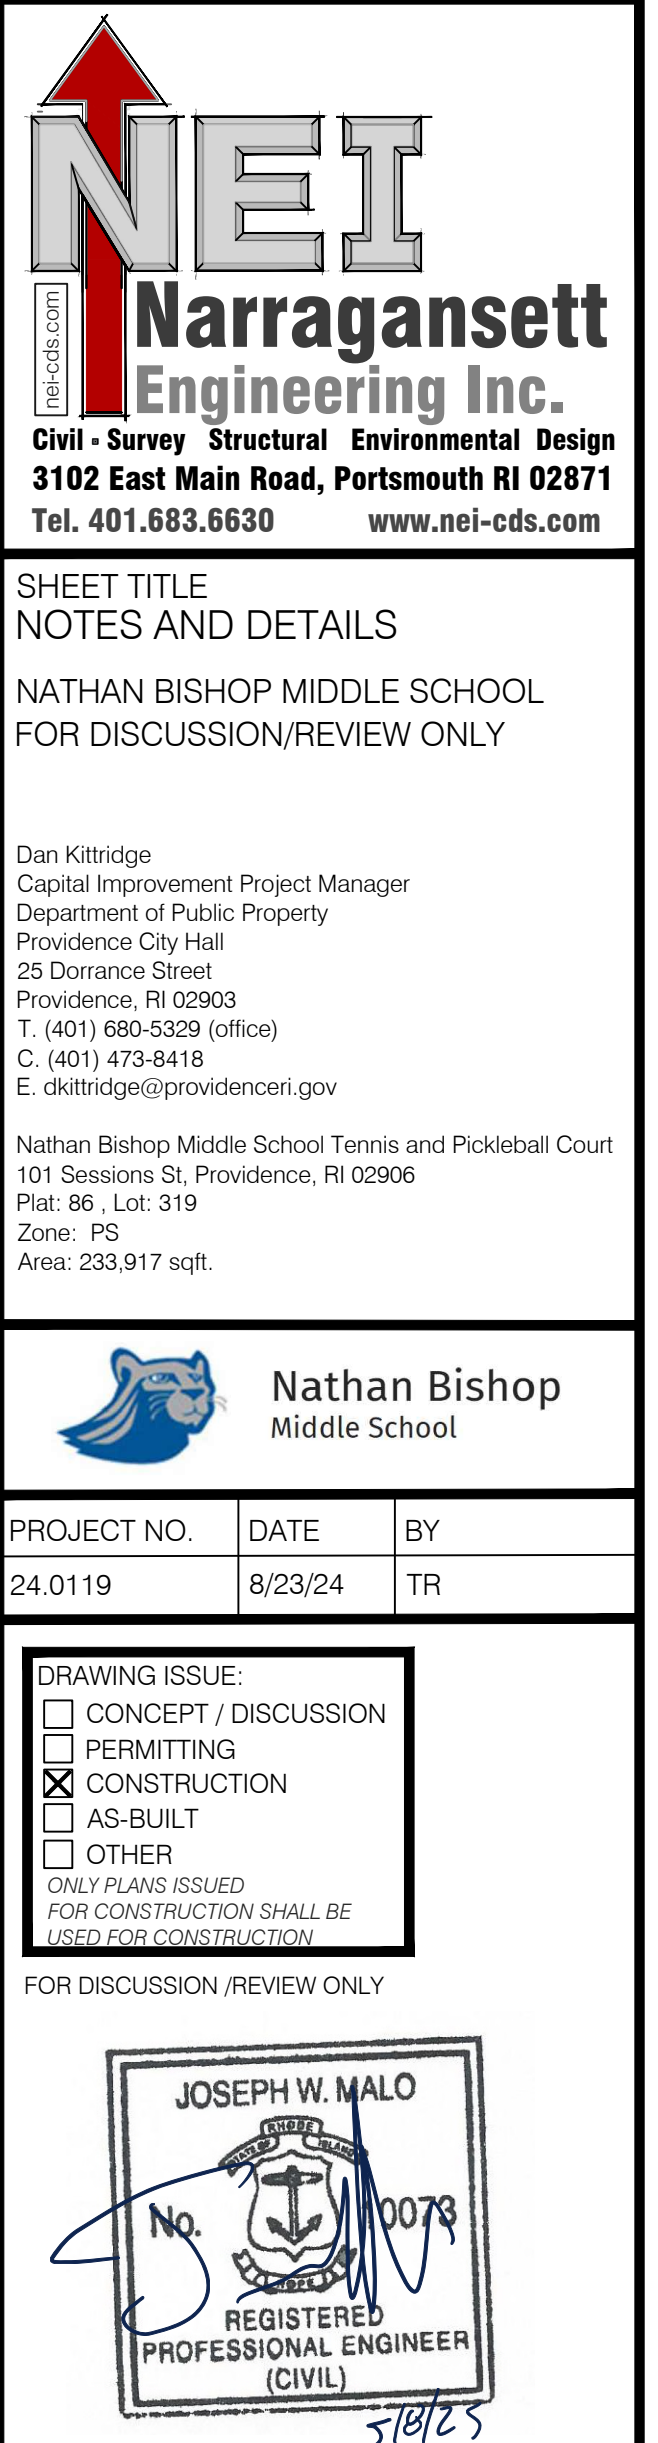 NEI
nei-cds.com
Narragansett
Engineering Inc.
Civil ▫ Survey Structural Environmental Design
3102 East Main Road, Portsmouth RI 02871
Tel. 401.683.6630 www.nei-cds.com
SHEET TITLE
NOTES AND DETAILS
NATHAN BISHOP MIDDLE SCHOOL
FOR DISCUSSION/REVIEW ONLY
Dan Kittridge
Capital Improvement Project Manager
Department of Public Property
Providence City Hall
25 Dorrance Street
Providence, RI 02903
T. (401) 680-5329 (office)
C. (401) 473-8418
E. dkittridge@providenceri.gov
Nathan Bishop Middle School Tennis and Pickleball Court
101 Sessions St, Providence, RI 02906
Plat: 86 , Lot: 319
Zone: PS
Area: 233,917 sqft.
Nathan Bishop
Middle School
PROJECT NO. DATE BY
24.0119 8/23/24 TR
DRAWING ISSUE:
CONCEPT / DISCUSSION
PERMITTING
CONSTRUCTION
AS-BUILT
OTHER
ONLY PLANS ISSUED
FOR CONSTRUCTION SHALL BE
USED FOR CONSTRUCTION
FOR DISCUSSION /REVIEW ONLY
JOSEPH W. MALO
STATE OF RHODE ISLAND
No.
HOPE
REGISTERED
PROFESSIONAL ENGINEER
(CIVIL)
5/8/25